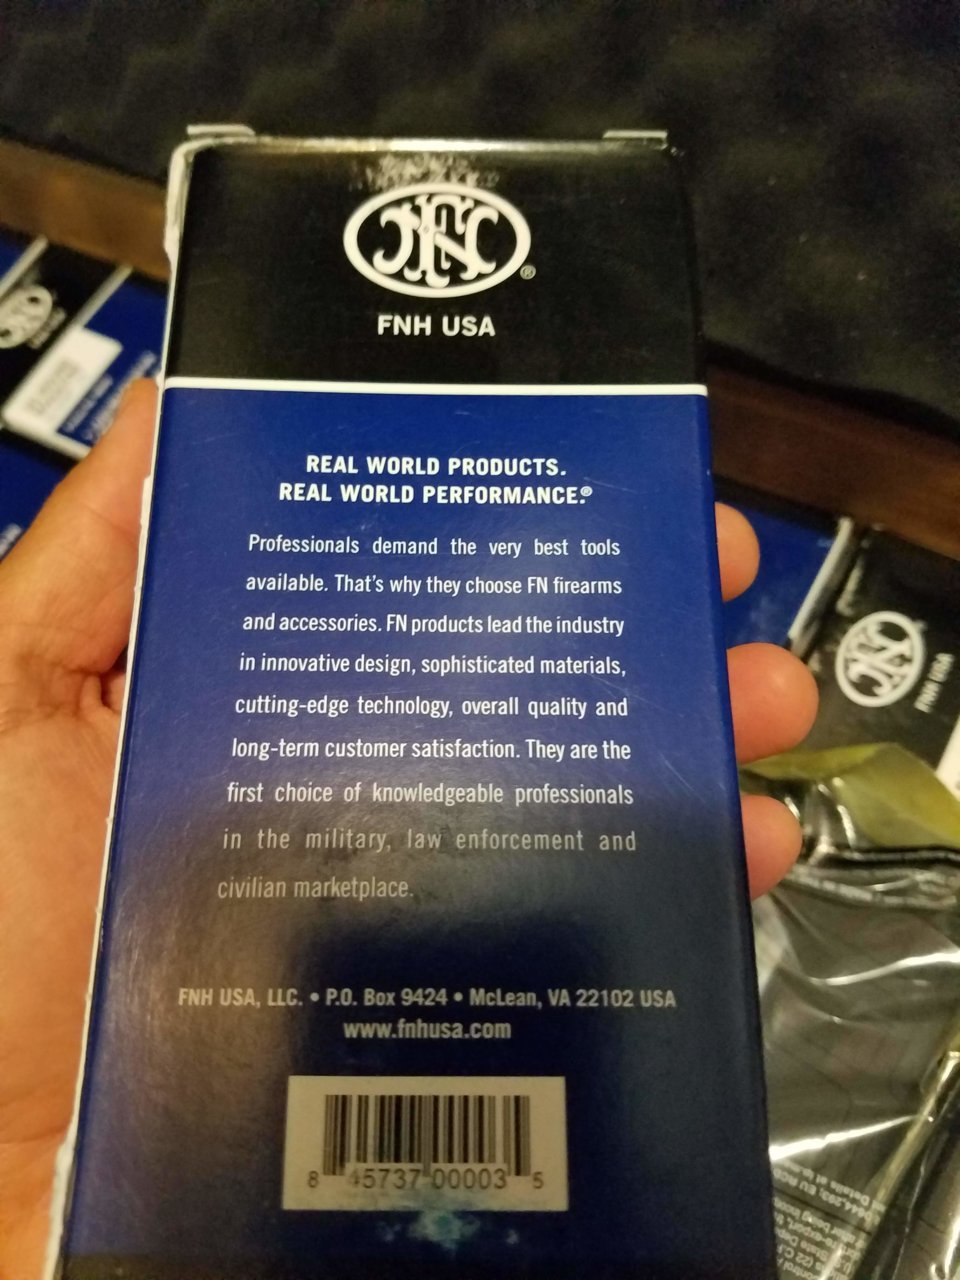 FN®
FNH USA
REAL WORLD PRODUCTS.
REAL WORLD PERFORMANCE.®
Professionals demand the very best tools
available. That's why they choose FN firearms
and accessories. FN products lead the industry
in innovative design, sophisticated materials,
cutting-edge technology, overall quality and
long-term customer satisfaction. They are the
first choice of knowledgeable professionals
in the military, law enforcement and
civilian marketplace.
FNH USA, LLC. • P.O. Box 9424 • McLean, VA 22102 USA
www.fnhusa.com
8 45737 00003 5
FN
FNH USA